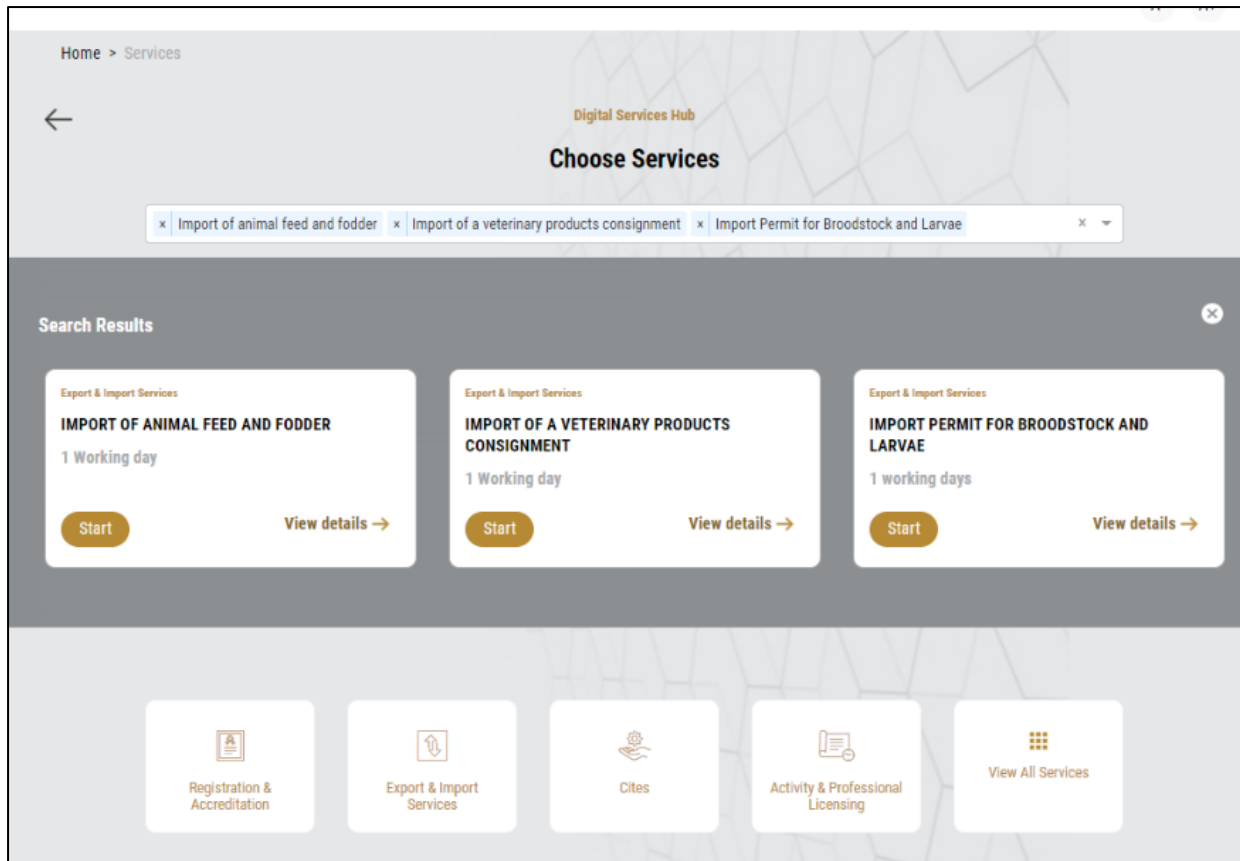 Home > Services
Digital Services Hub
Choose Services
× Import of animal feed and fodder × Import of a veterinary products consignment × Import Permit for Broodstock and Larvae ×
Search Results
Export & Import Services
IMPORT OF ANIMAL FEED AND FODDER
1 Working day
Start View details →
Export & Import Services
IMPORT OF A VETERINARY PRODUCTS
CONSIGNMENT
1 Working day
Start View details →
Export & Import Services
IMPORT PERMIT FOR BROODSTOCK AND
LARVAE
1 working days
Start View details →
Registration &
Accreditation
Export & Import
Services
Cites
Activity & Professional
Licensing
View All Services